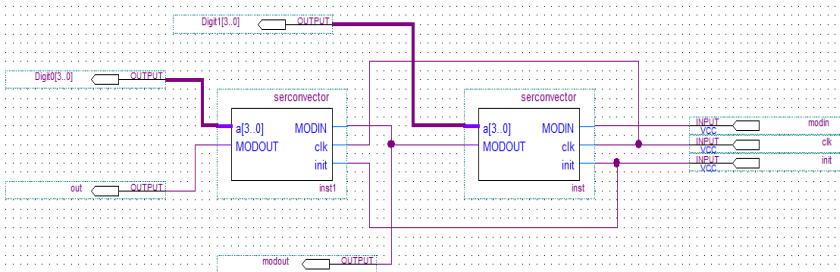 Digit1[3..0] OUTPUT
Digit0[3..0] OUTPUT
serconvector
a[3..0] MODIN
MODOUT clk
init
inst1
serconvector
a[3..0] MODIN
MODOUT clk
init
inst
INPUT modin
VCC
INPUT clk
VCC
INPUT init
VCC
out OUTPUT
modout OUTPUT